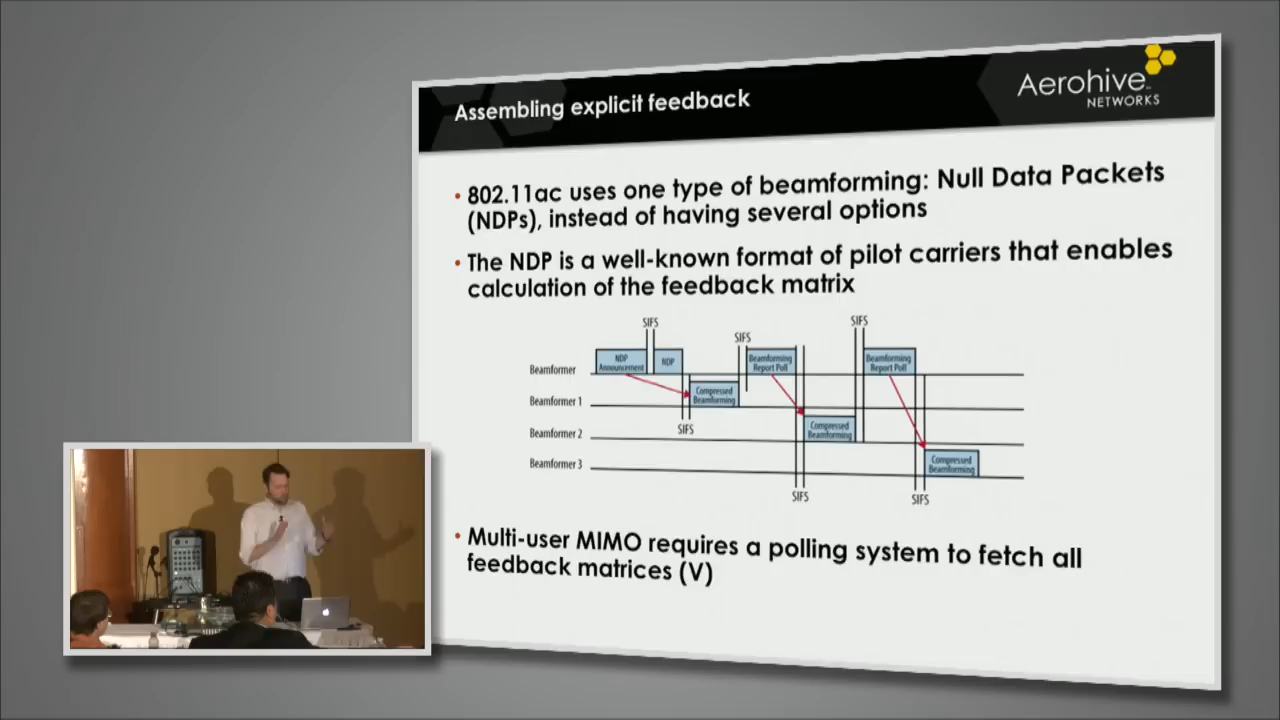 Assembling explicit feedback
Aerohive
NETWORKS
• 802.11ac uses one type of beamforming: Null Data Packets
(NDPs), instead of having several options
• The NDP is a well-known format of pilot carriers that enables
calculation of the feedback matrix
SIFS
SIFS
SIFS
Beamformer
NDP
Announcement
NDP
Beamforming
Report Poll
Beamforming
Report Poll
Beamformer 1
Compressed
Beamforming
SIFS
Beamformer 2
Compressed
Beamforming
Beamformer 3
Compressed
Beamforming
SIFS
SIFS
• Multi-user MIMO requires a polling system to fetch all
feedback matrices (V)